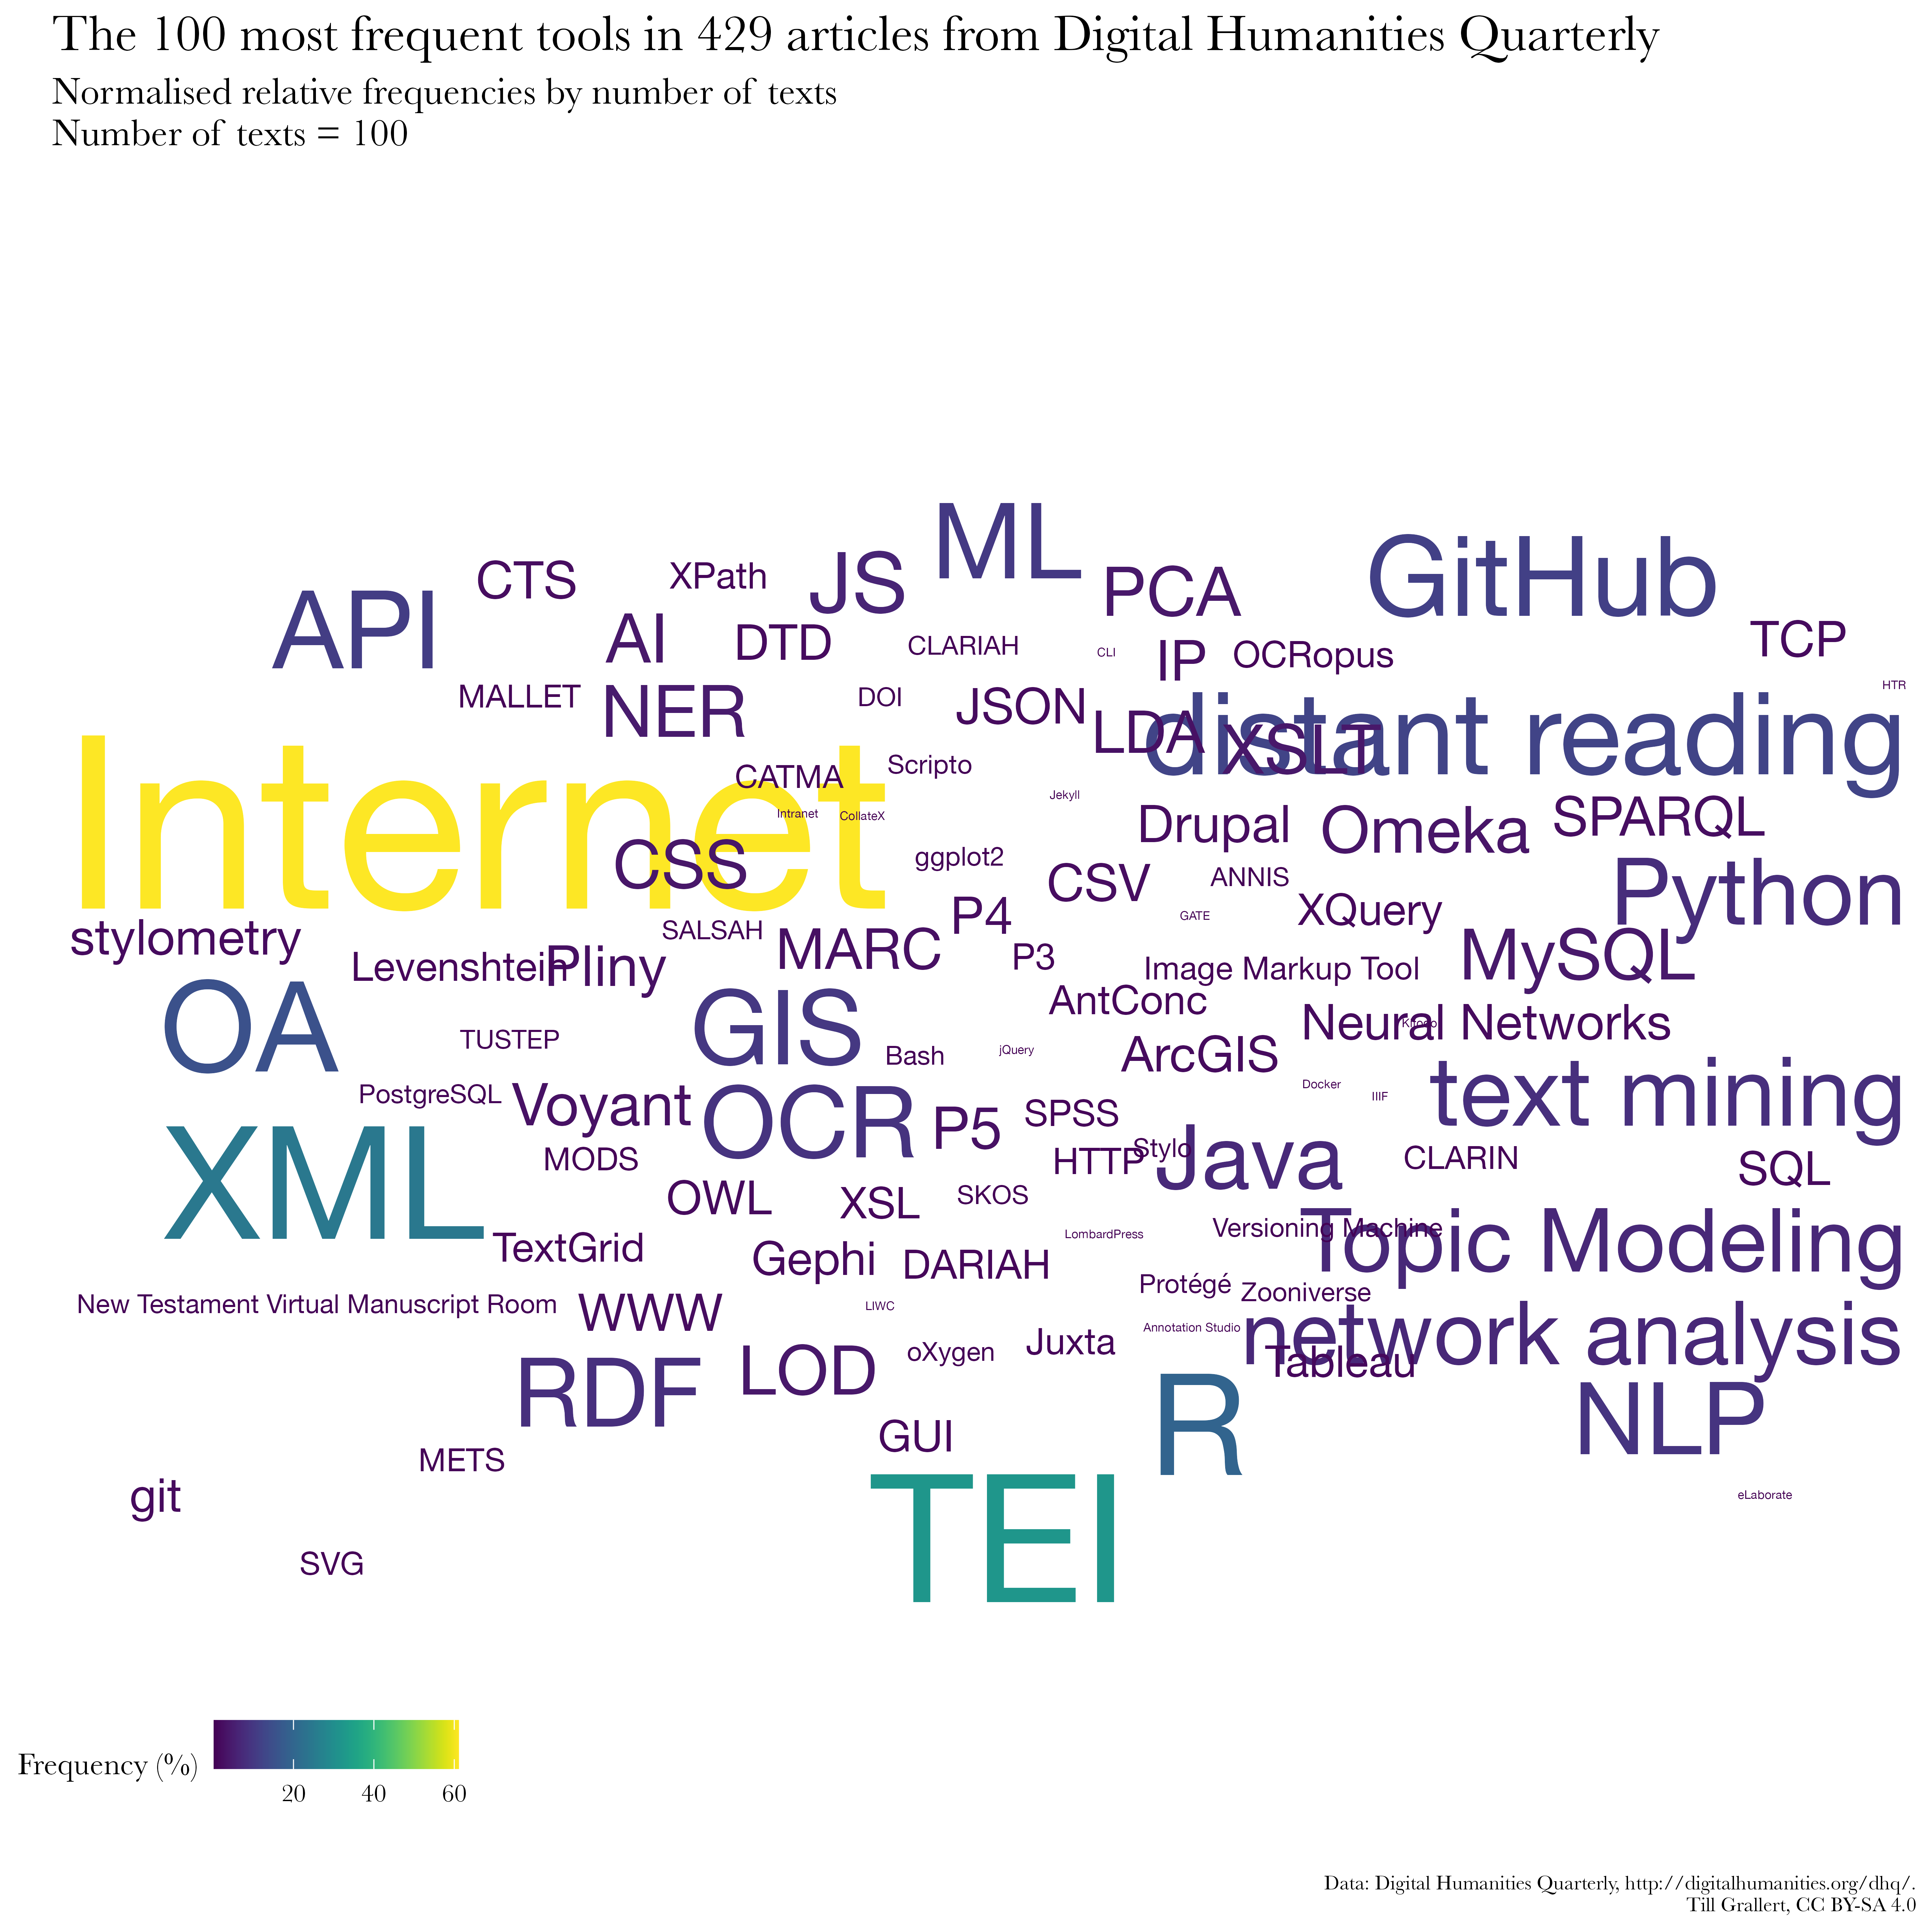 The 100 most frequent tools in 429 articles from Digital Humanities Quarterly
Normalised relative frequencies by number of texts
Number of texts = 100
ML
GitHub
JS
CTS
XPath
PCA
API
AI
DTD
CLARIAH
CLI
IP
OCRopus
TCP
HTR
MALLET
NER
DOI
JSON
LDA
distant reading
XSLT
Internet
CATMA
Scripto
Jekyll
Intranet
CollateX
Drupal
Omeka
SPARQL
CSS
ggplot2
CSV
ANNIS
Python
P4
GATE
XQuery
stylometry
SALSAH
MARC
P3
MySQL
Levenshtein
Pliny
Image Markup Tool
OA
GIS
AntConc
Neural Networks
TUSTEP
Bash
jQuery
ArcGIS
PostgreSQL
Voyant
OCR
P5
SPSS
Docker
IIIF
text mining
XML
MODS
HTTP
Stylo
Java
CLARIN
SQL
OWL
XSL
SKOS
TextGrid
Gephi
DARIAH
LombardPress
Versioning Machine
Topic Modeling
Protégé
Zooniverse
New Testament Virtual Manuscript Room
WWW
LIWC
Annotation Studio
network analysis
LOD
oXygen
Juxta
Tableau
RDF
R
NLP
GUI
METS
git
TEI
eLaborate
SVG
Frequency (%)
20 40 60
Data: Digital Humanities Quarterly, http://digitalhumanities.org/dhq/.
Till Grallert, CC BY-SA 4.0